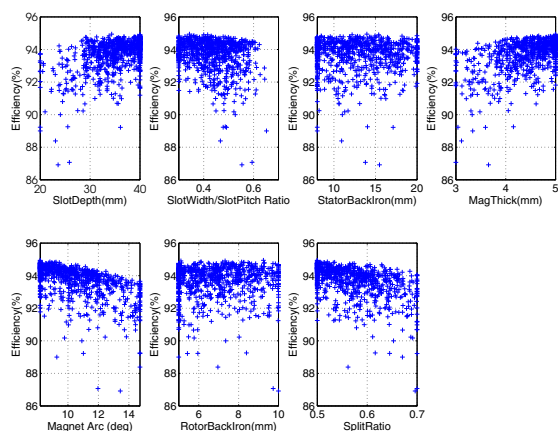 96
94
92
90
88
86
20 30 40
Efficiency(%)
SlotDepth(mm)
96
94
92
90
88
86
0.4 0.6
Efficiency(%)
SlotWidth/SlotPitch Ratio
96
94
92
90
88
86
10 15 20
Efficiency(%)
StatorBackIron(mm)
96
94
92
90
88
86
3 4 5
Efficiency(%)
MagThick(mm)
96
94
92
90
88
86
10 12 14
Efficiency(%)
Magnet Arc (deg)
96
94
92
90
88
86
6 8 10
Efficiency(%)
RotorBackIron(mm)
96
94
92
90
88
86
0.5 0.6 0.7
Efficiency(%)
SplitRatio